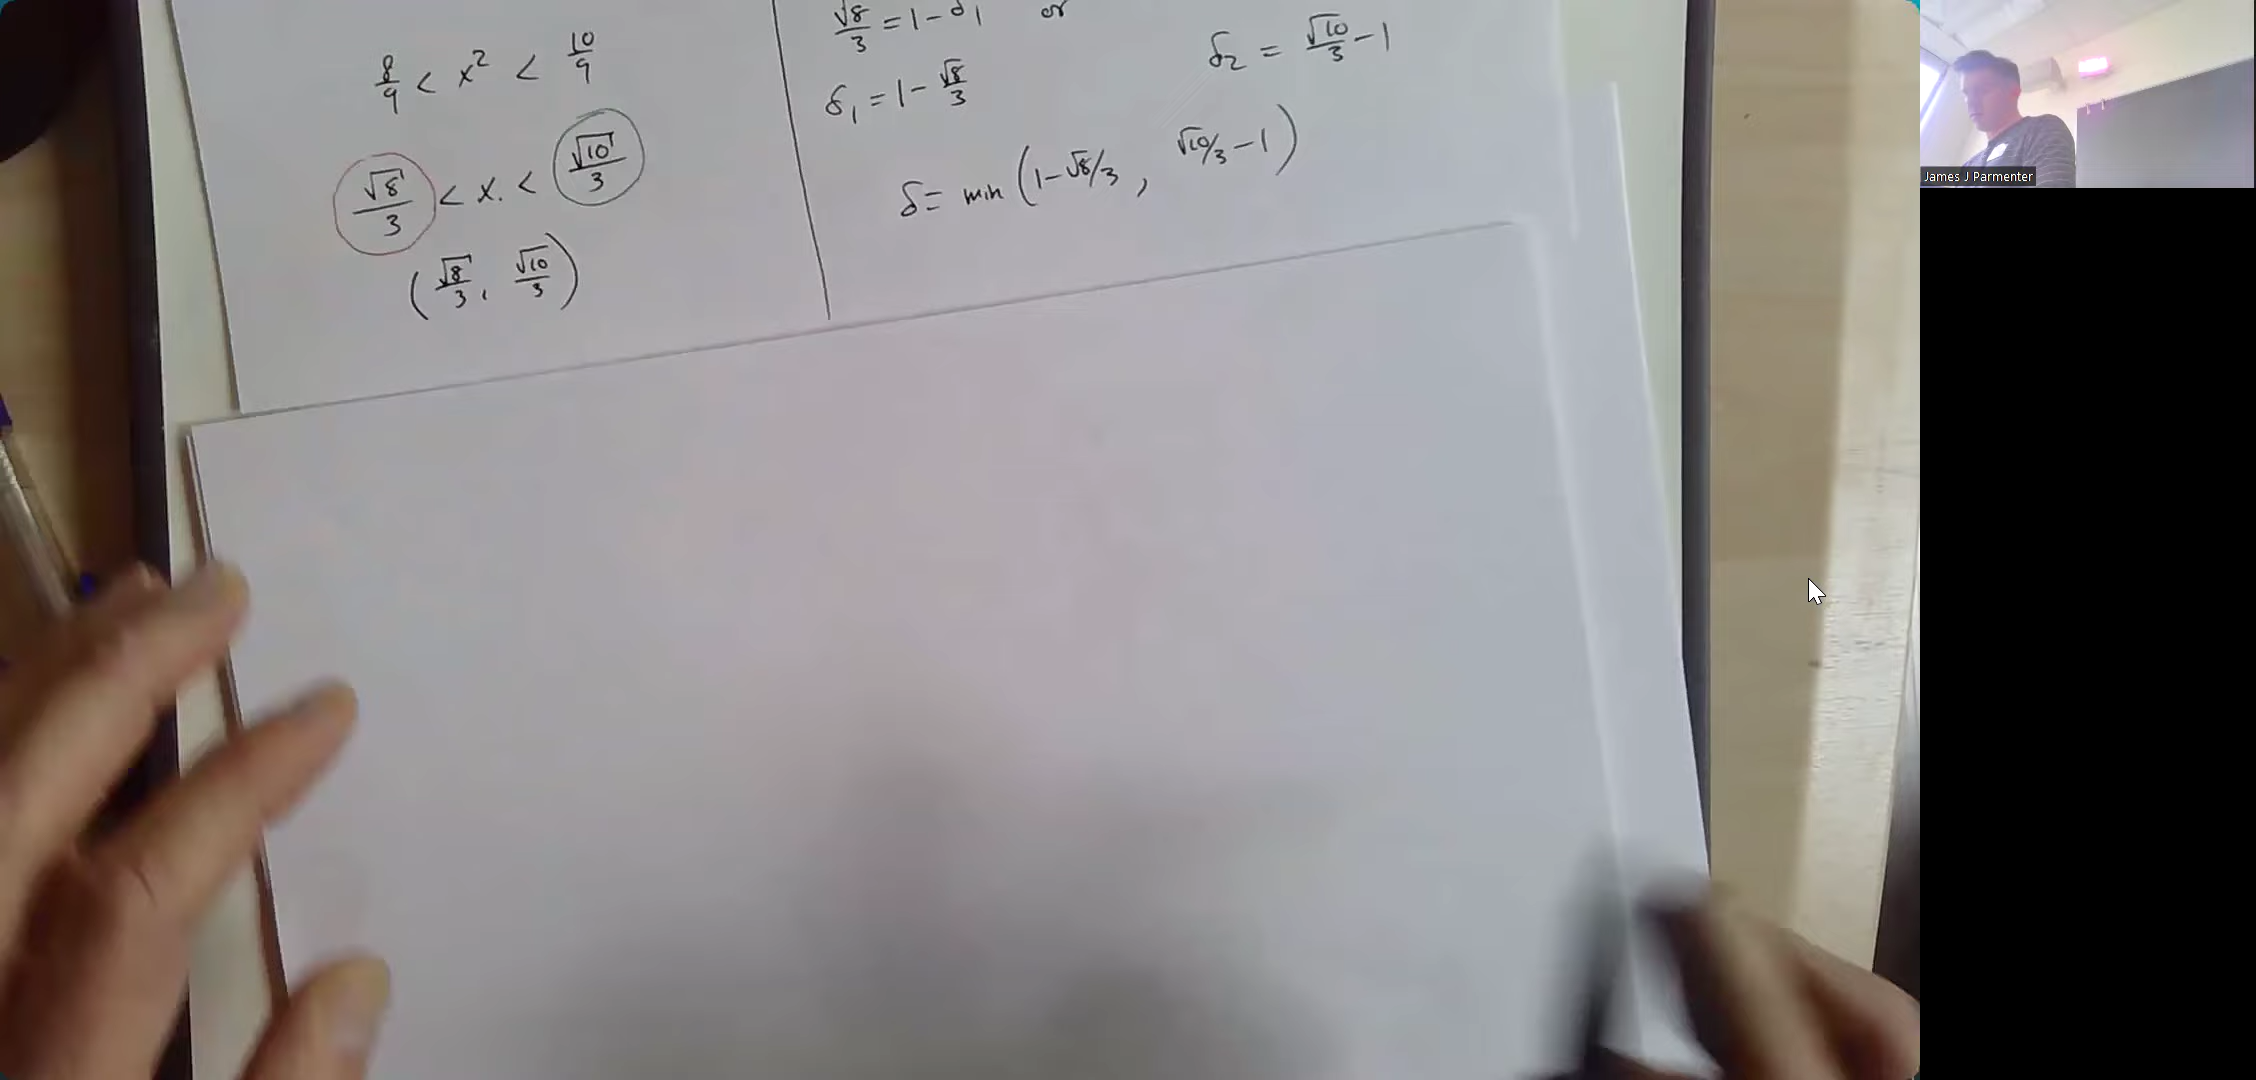 8/9 < x² < 10/9
√8/3 < x. < √10/3
(√8/3, √10/3)
√8/3 = 1 - δ₁ or
δ₁ = 1 - √8/3
δ₂ = √10/3 - 1
δ = min (1-√8/3, √10/3 - 1)
James J Parmenter